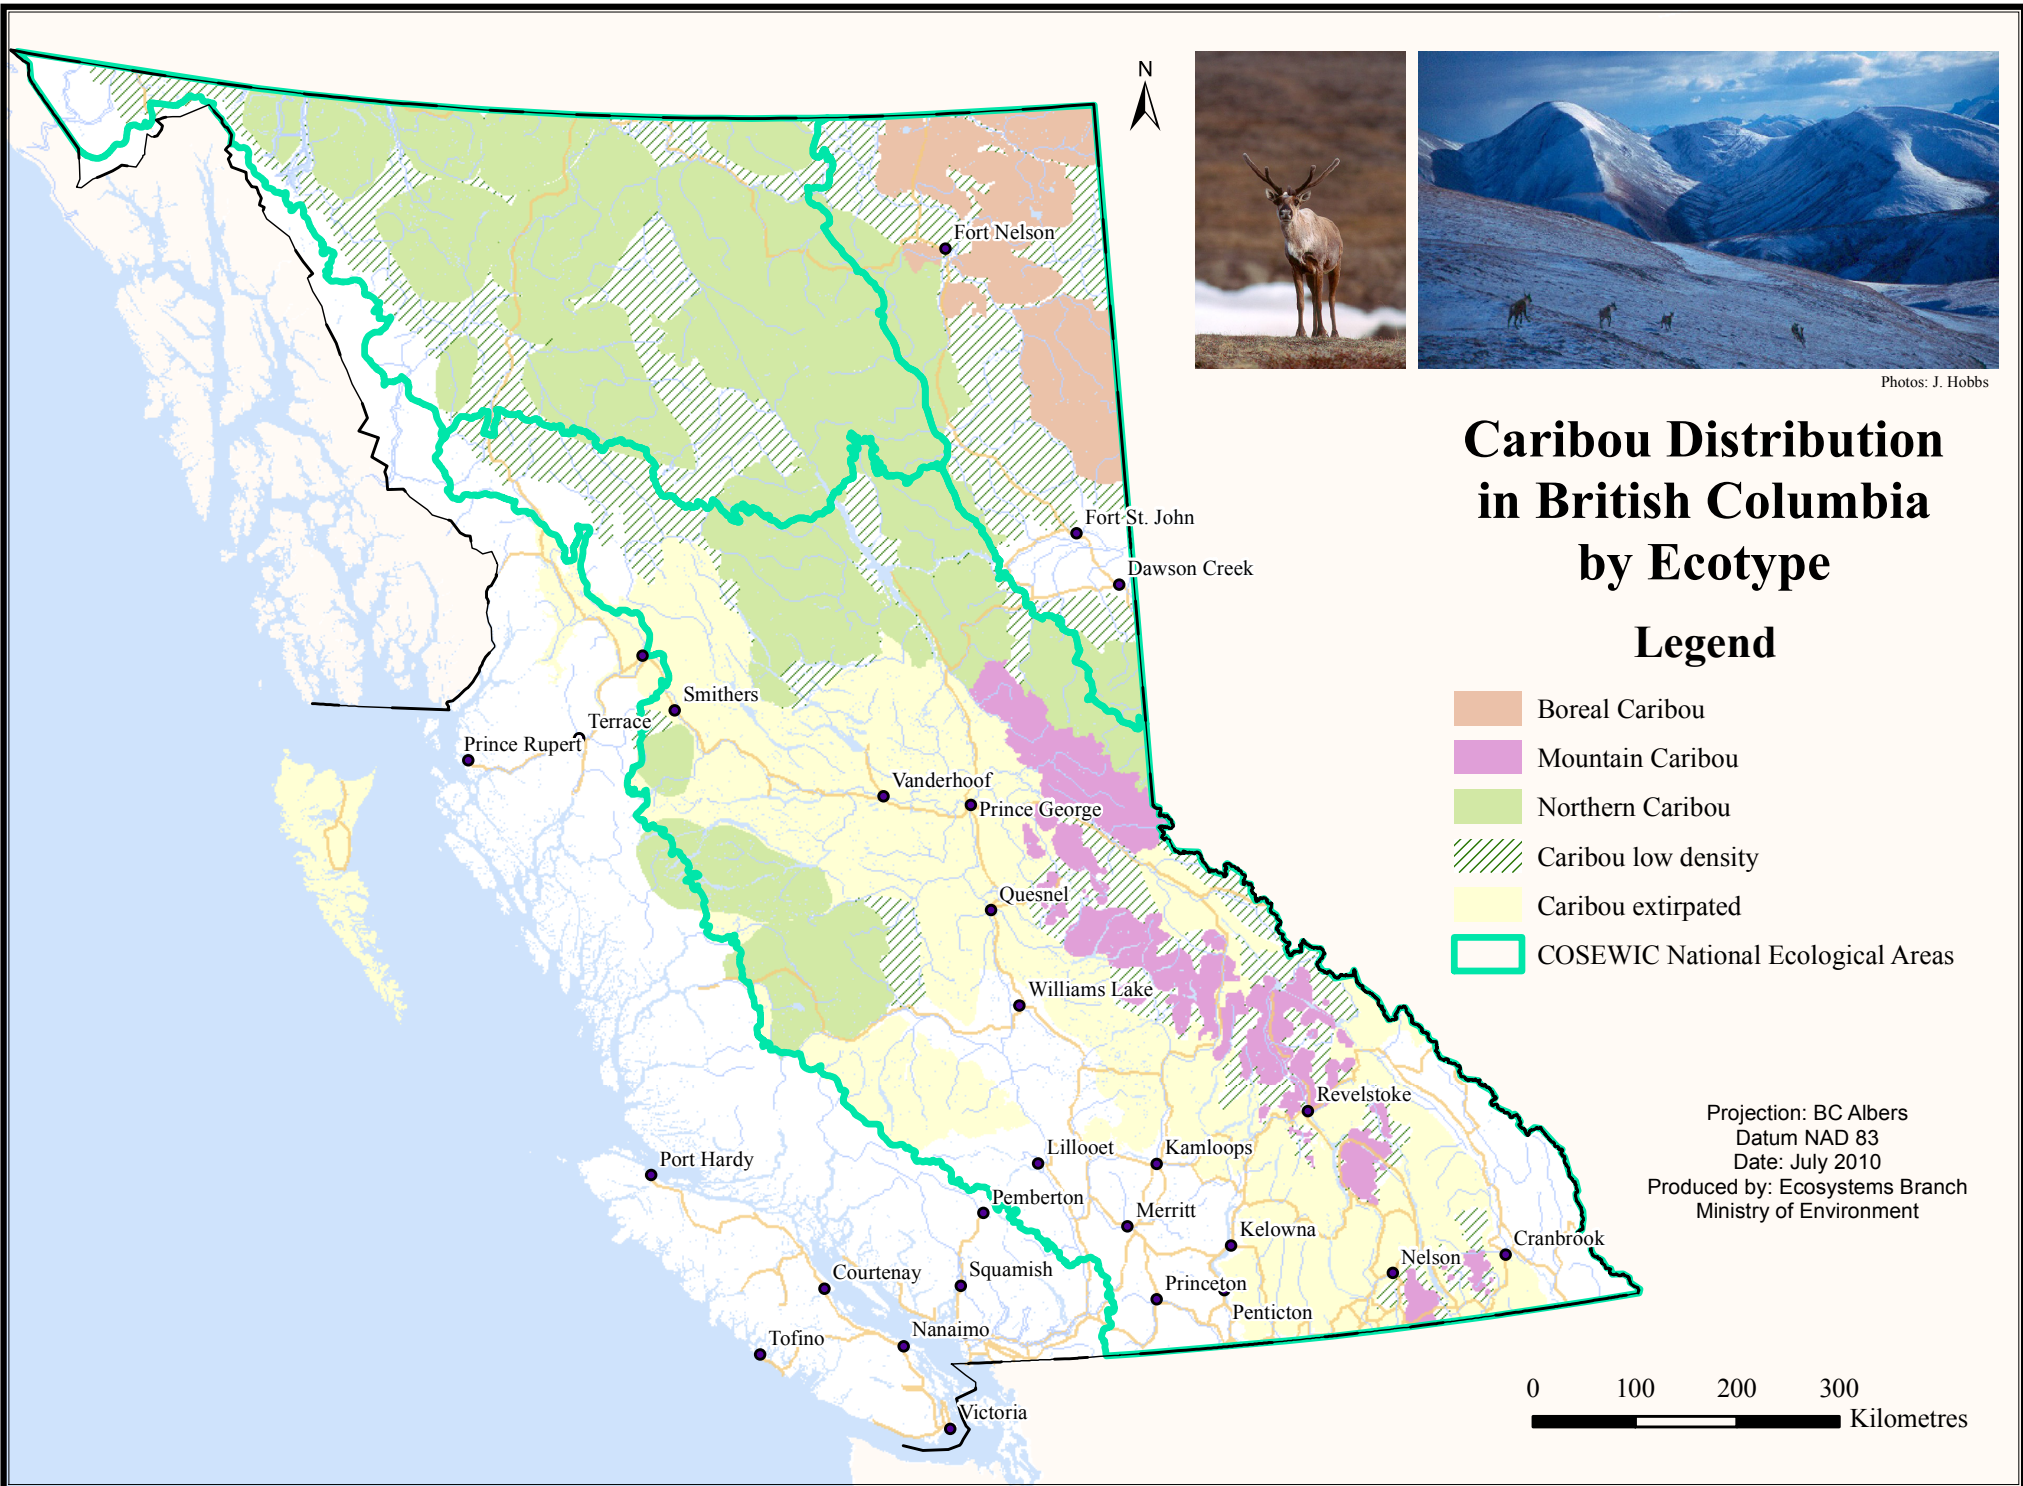 N
Photos: J. Hobbs
Caribou Distribution
in British Columbia
by Ecotype
Legend
Boreal Caribou
Mountain Caribou
Northern Caribou
Caribou low density
Caribou extirpated
COSEWIC National Ecological Areas
Fort Nelson
Fort St. John
Dawson Creek
Smithers
Terrace
Prince Rupert
Vanderhoof
Prince George
Quesnel
Williams Lake
Revelstoke
Lillooet
Kamloops
Port Hardy
Pemberton
Merritt
Kelowna
Cranbrook
Nelson
Courtenay
Squamish
Princeton
Penticton
Tofino
Nanaimo
Victoria
Projection: BC Albers
Datum NAD 83
Date: July 2010
Produced by: Ecosystems Branch
Ministry of Environment
0 100 200 300
Kilometres